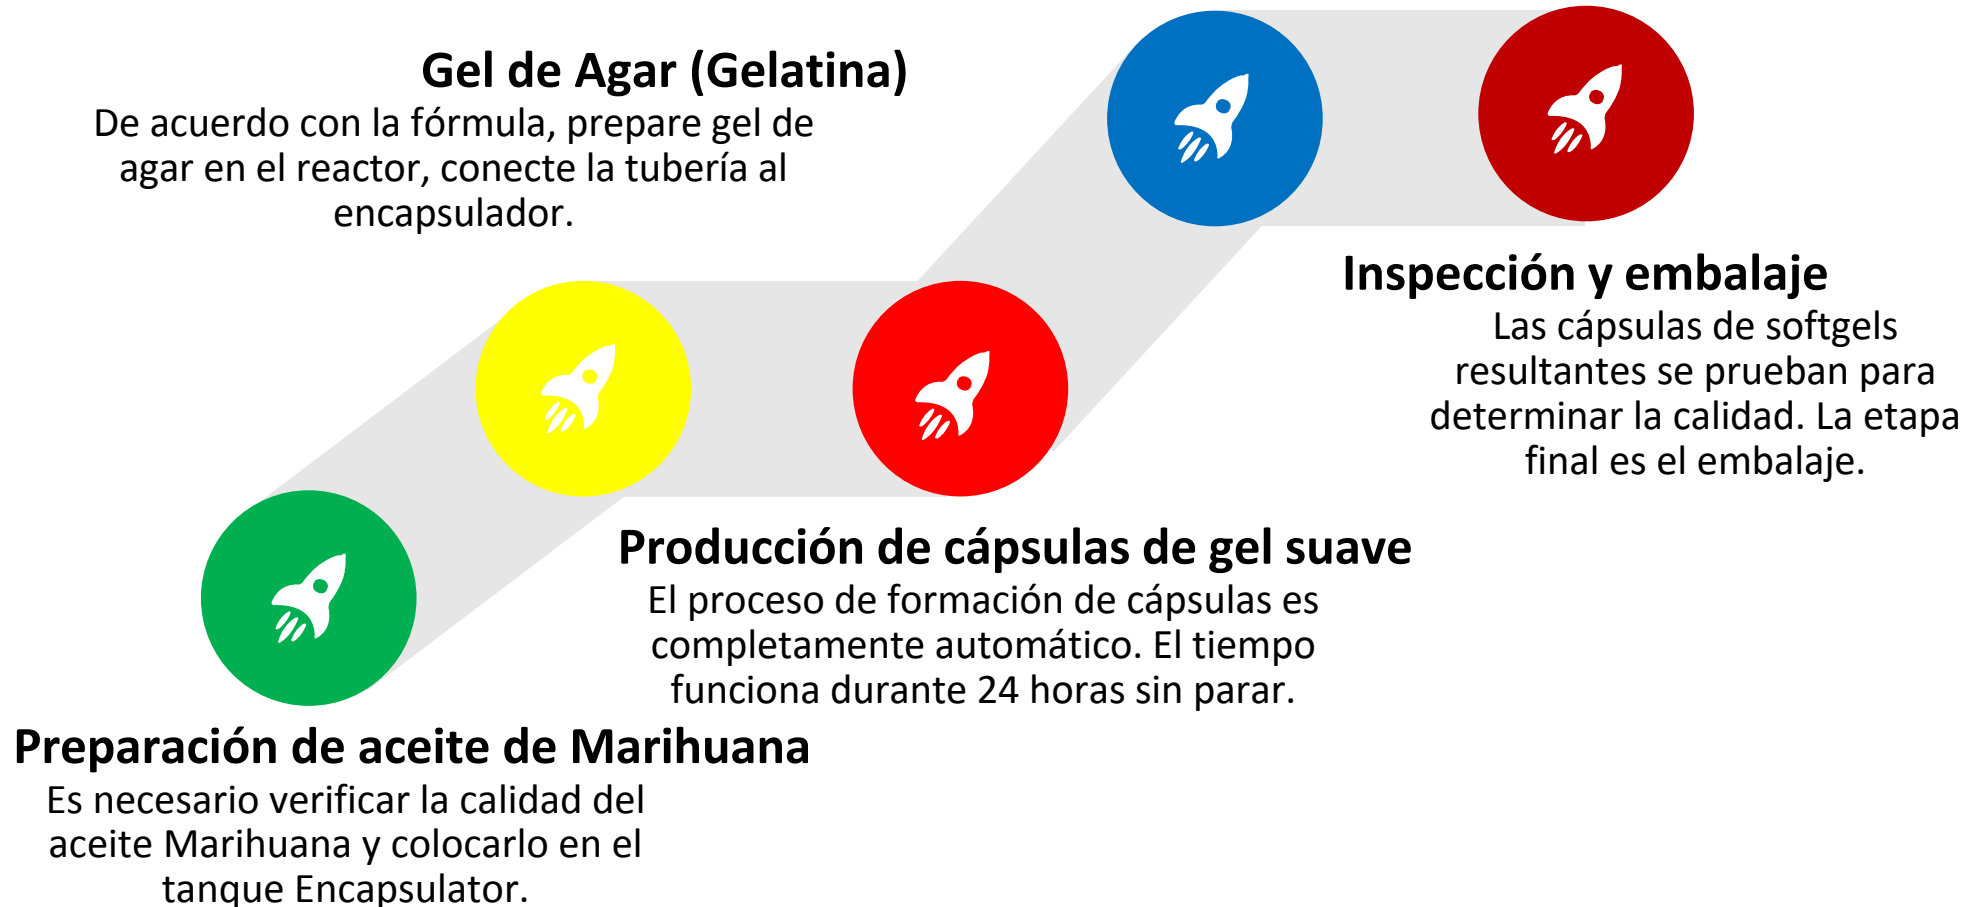 Gel de Agar (Gelatina)
De acuerdo con la fórmula, prepare gel de
agar en el reactor, conecte la tubería al
encapsulador.
Inspección y embalaje
Las cápsulas de softgels
resultantes se prueban para
determinar la calidad. La etapa
final es el embalaje.
Producción de cápsulas de gel suave
El proceso de formación de cápsulas es
completamente automático. El tiempo
funciona durante 24 horas sin parar.
Preparación de aceite de Marihuana
Es necesario verificar la calidad del
aceite Marihuana y colocarlo en el
tanque Encapsulator.